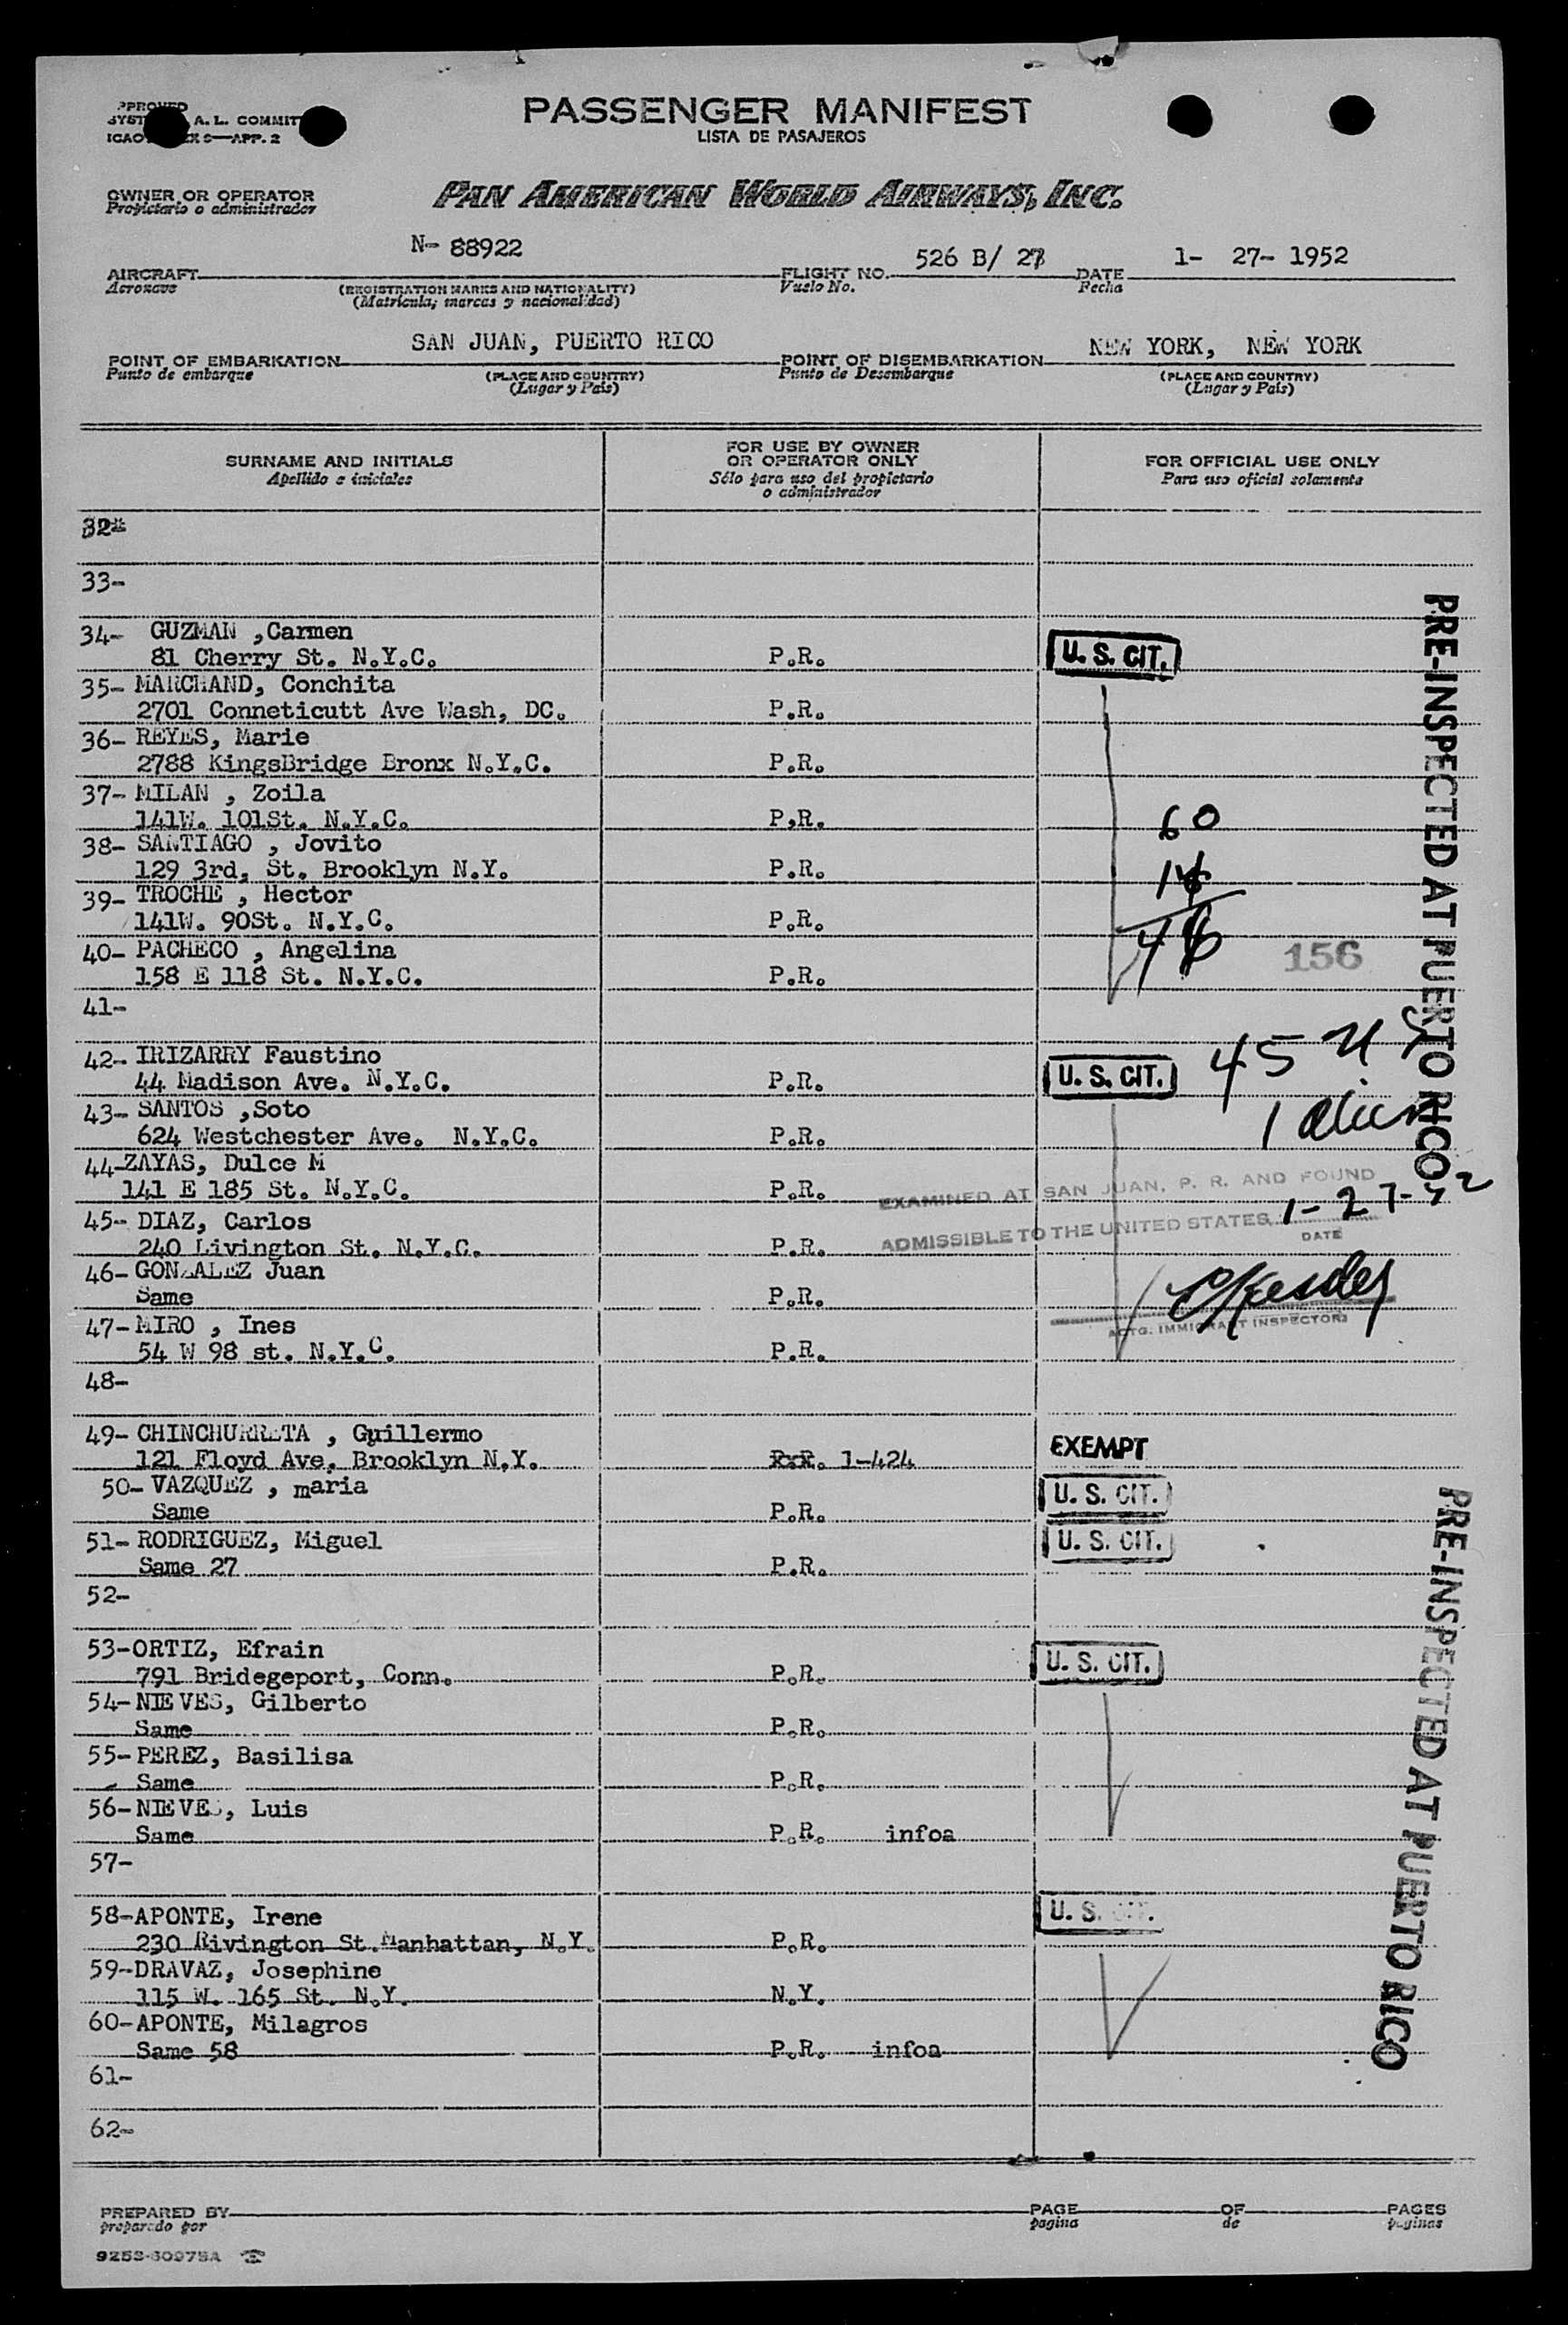 PASSENGER MANIFEST
LISTA DE PASAJEROS
A. L. COMMIT
APP. 2
OWNER OR OPERATOR
Propietario o administrador
PAN AMERICAN WORLD AIRWAYS, INC.
AIRCRAFT N- 88922 FLIGHT NO. 526 B/ DATE 1- 27- 1952
Aeronave (REGISTRATION MARKS AND NATIONALITY) Vuelo No. Fecha
(Matrícula, marcas y nacionalidad)
POINT OF EMBARKATION SAN JUAN, PUERTO RICO POINT OF DISEMBARKATION NEW YORK, NEW YORK
Punto de embarque (PLACE AND COUNTRY) Punto de Desembarque (PLACE AND COUNTRY)
(Lugar y País) (Lugar y País)
SURNAME AND INITIALS FOR USE BY OWNER OR OPERATOR ONLY FOR OFFICIAL USE ONLY
Apellido e iniciales Sólo para uso del propietario o administrador Para uso oficial solamente
32-
33-
34- GUZMAN ,Carmen
81 Cherry St. N.Y.C. P.R. U. S. CIT.
35- MARCHAND, Conchita
2701 Conneticutt Ave Wash, DC. P.R.
36- REYES, Marie
2788 KingsBridge Bronx N.Y.C. P.R.
37- MILAN , Zoila
141W. 101St. N.Y.C. P,R. 60
38- SANTIAGO , Jovito
129 3rd, St. Brooklyn N.Y. P.R. 14
39- TROCHE , Hector
141W. 90St. N.Y.C. P.R.
40- PACHECO , Angelina 46 156
158 E 118 St. N.Y.C. P.R.
41-
42- IRIZARRY Faustino 45
44 Madison Ave. N.Y.C. P.R. U. S. CIT.
43- SANTOS ,Soto 1 alien
624 Westchester Ave. N.Y.C. P.R.
44-ZAYAS, Dulce M
141 E 185 St. N.Y.C. P.R. EXAMINED AT SAN JUAN, P. R. AND FOUND
45- DIAZ, Carlos ADMISSIBLE TO THE UNITED STATES 1-27-52
240 Livington St. N.Y.C. P.R. DATE
46- GONZALEZ Juan
Same P.R.
47- MIRO , Ines ACTG. IMMIGRANT INSPECTOR
54 W 98 st. N.Y.C. P.R.
48-
49- CHINCHURRETA , Guillermo EXEMPT
121 Floyd Ave. Brooklyn N.Y. 1-424
50- VAZQUEZ , maria U. S. CIT.
Same P.R.
51- RODRIGUEZ, Miguel U. S. CIT.
Same 27 P.R.
52-
53-ORTIZ, Efrain U. S. CIT.
791 Bridegeport, Conn. P.R.
54-NIEVES, Gilberto
Same P.R.
55-PEREZ, Basilisa
Same P.R.
56-NIEVES, Luis
Same P.R. infoa
57-
58-APONTE, Irene U. S. CIT.
230 Rivington St.Manhattan, N.Y. P.R.
59-DRAVAZ, Josephine
115 W. 165 St. N.Y. N.Y.
60-APONTE, Milagros
Same 58 P.R. infoa
61-
62-
PRE-INSPECTED AT PUERTO RICO
PRE-INSPECTED AT PUERTO RICO
PREPARED BY PAGE OF PAGES
preparado por pagina de paginas